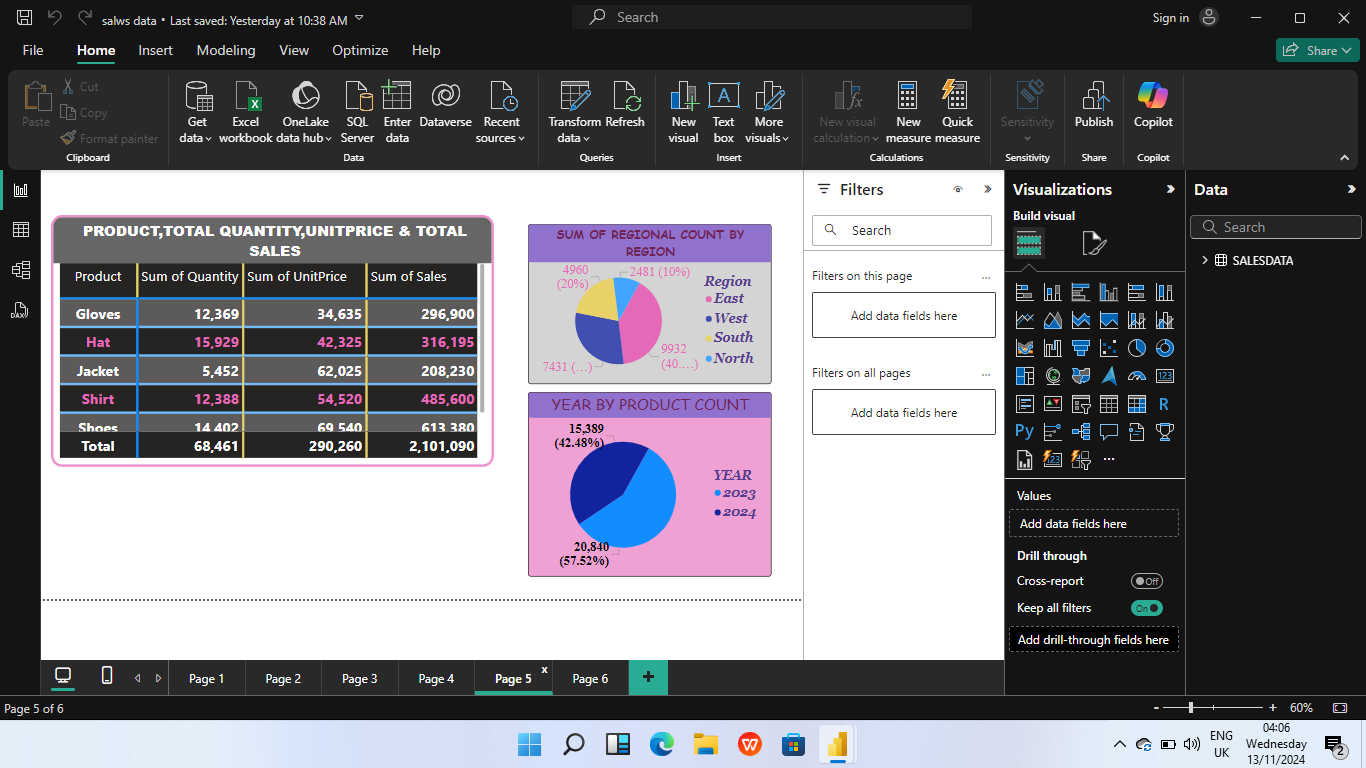 salws data • Last saved: Yesterday at 10:38 AM
Search
Sign in
File Home Insert Modeling View Optimize Help
Share
Paste
Cut
Copy
Format painter
Clipboard
Get data
Excel workbook
OneLake data hub
SQL Server
Enter data
Dataverse
Recent sources
Data
Transform data
Refresh
Queries
New visual
Text box
More visuals
Insert
New visual calculation
New measure
Quick measure
Calculations
Sensitivity
Sensitivity
Publish
Share
Copilot
Copilot
PRODUCT,TOTAL QUANTITY,UNITPRICE & TOTAL
SALES
Product Sum of Quantity Sum of UnitPrice Sum of Sales
Gloves 12,369 34,635 296,900
Hat 15,929 42,325 316,195
Jacket 5,452 62,025 208,230
Shirt 12,388 54,520 485,600
Shoes 14,402 69,540 613,380
Total 68,461 290,260 2,101,090
SUM OF REGIONAL COUNT BY
REGION
4960
(20%)
2481 (10%)
9932
(40....)
7431 (...)
Region
East
West
South
North
YEAR BY PRODUCT COUNT
15,389
(42.48%)
20,840
(57.52%)
YEAR
2023
2024
Filters
Search
Filters on this page ...
Add data fields here
Filters on all pages ...
Add data fields here
Visualizations
Build visual
R
Py
123
123
...
Values
Add data fields here
Drill through
Cross-report Off
Keep all filters On
Add drill-through fields here
Data
Search
SALESDATA
Page 1 Page 2 Page 3 Page 4 Page 5 x Page 6 +
Page 5 of 6
- + 60%
ENG
UK
04:06
Wednesday
13/11/2024
2